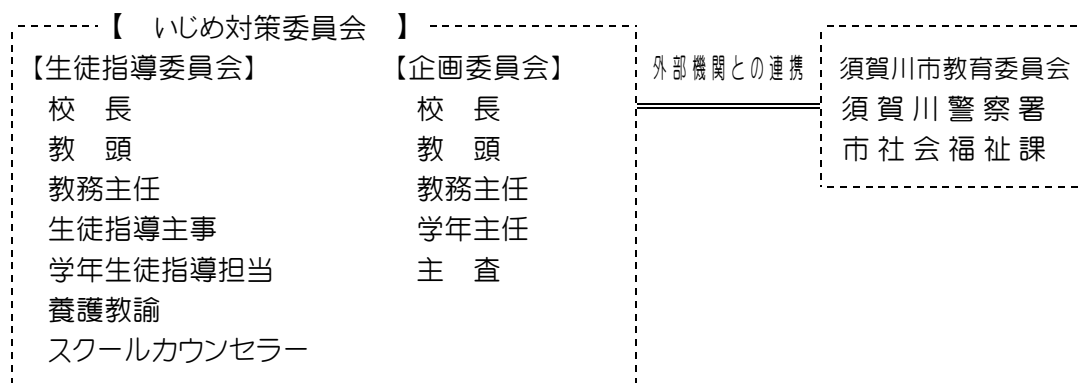 【 いじめ対策委員会 】
【生徒指導委員会】
校 長
教 頭
教務主任
生徒指導主事
学年生徒指導担当
養護教諭
スクールカウンセラー
【企画委員会】
校 長
教 頭
教務主任
学年主任
主 査
外部機関との連携
須賀川市教育委員会
須賀川警察署
市社会福祉課